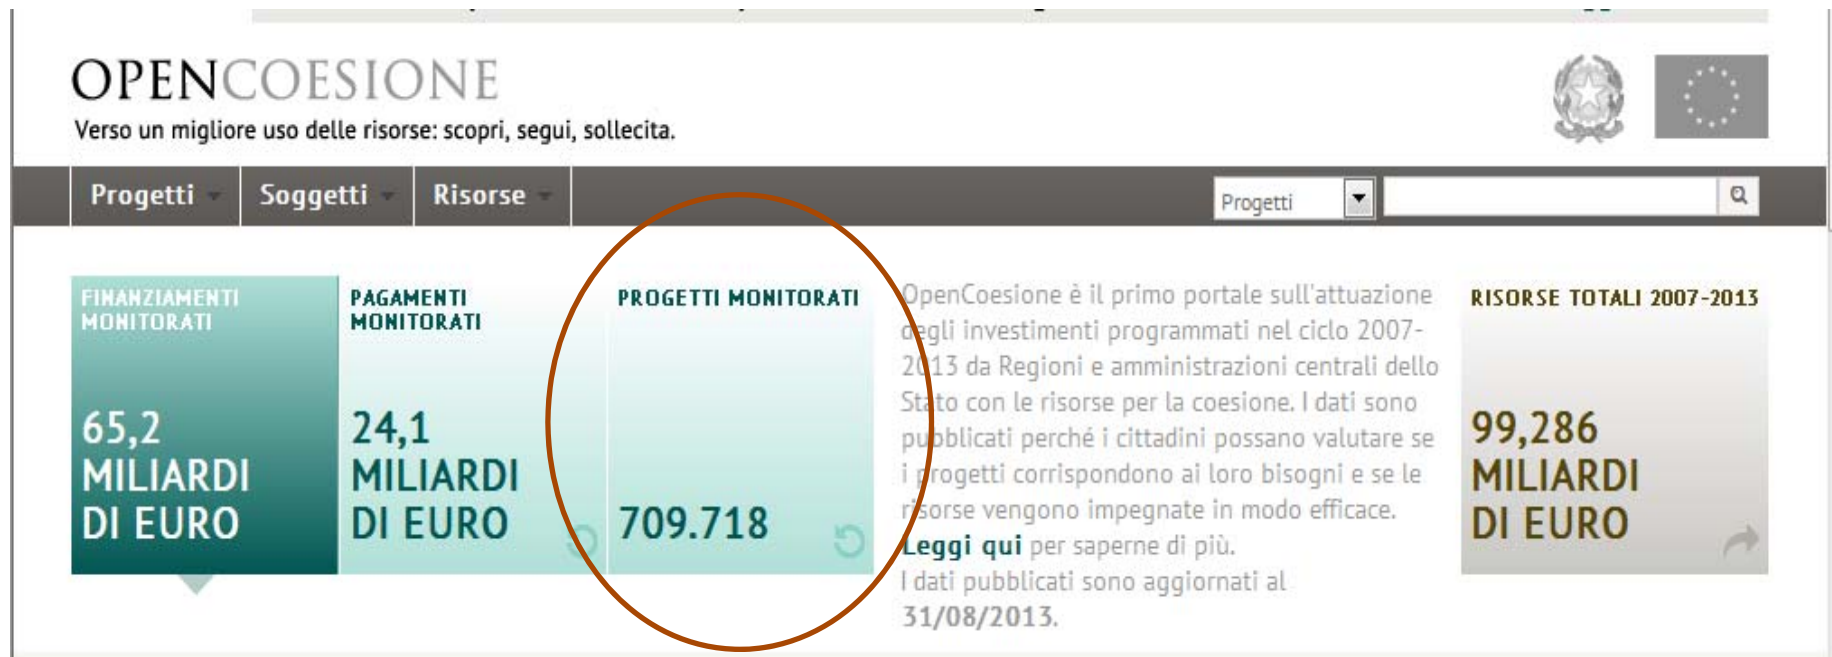 OPENCOESIONE
Verso un migliore uso delle risorse: scopri, segui, sollecita.
Progetti
Soggetti
Risorse
Progetti
FINANZIAMENTI
MONITORATI
65,2
MILIARDI
DI EURO
PAGAMENTI
MONITORATI
24,1
MILIARDI
DI EURO
PROGETTI MONITORATI
709.718
OpenCoesione è il primo portale sull'attuazione
degli investimenti programmati nel ciclo 2007-
2013 da Regioni e amministrazioni centrali dello
Stato con le risorse per la coesione. I dati sono
pubblicati perché i cittadini possano valutare se
i progetti corrispondono ai loro bisogni e se le
risorse vengono impegnate in modo efficace.
Leggi qui per saperne di più.
I dati pubblicati sono aggiornati al
31/08/2013.
RISORSE TOTALI 2007-2013
99,286
MILIARDI
DI EURO